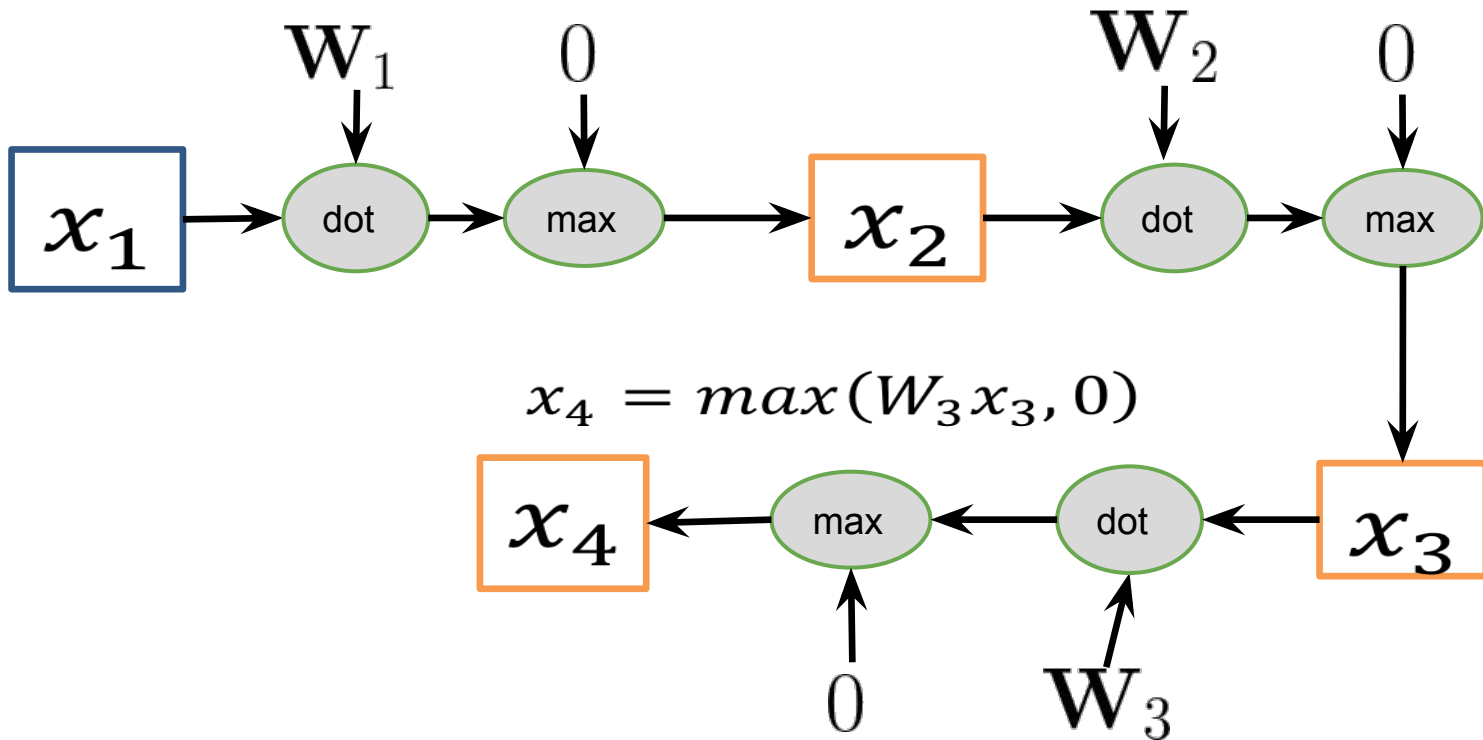 W₁ 0 W₂ 0
x₁ dot max x₂ dot max
x₄ = max(W₃x₃, 0)
x₄ max dot x₃
0 W₃